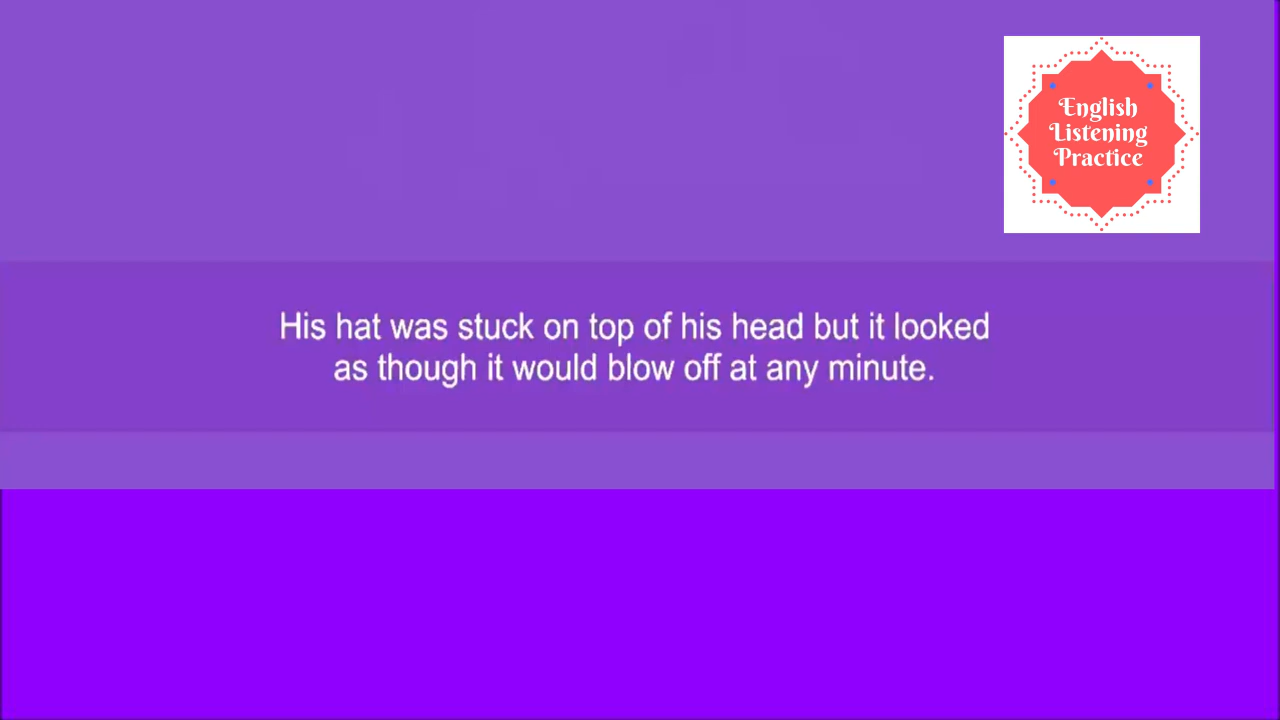 English
Listening
Practice
His hat was stuck on top of his head but it looked
as though it would blow off at any minute.